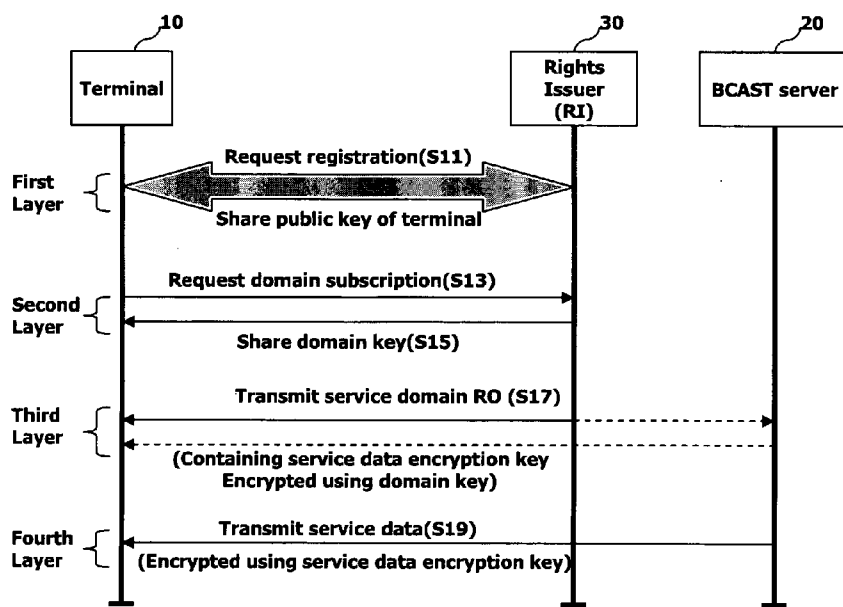 10
30
20
Terminal
Rights
Issuer
(RI)
BCAST server
Request registration(S11)
First
Layer
Share public key of terminal
Request domain subscription(S13)
Second
Layer
Share domain key(S15)
Transmit service domain RO (S17)
Third
Layer
(Containing service data encryption key
Encrypted using domain key)
Transmit service data(S19)
Fourth
Layer
(Encrypted using service data encryption key)